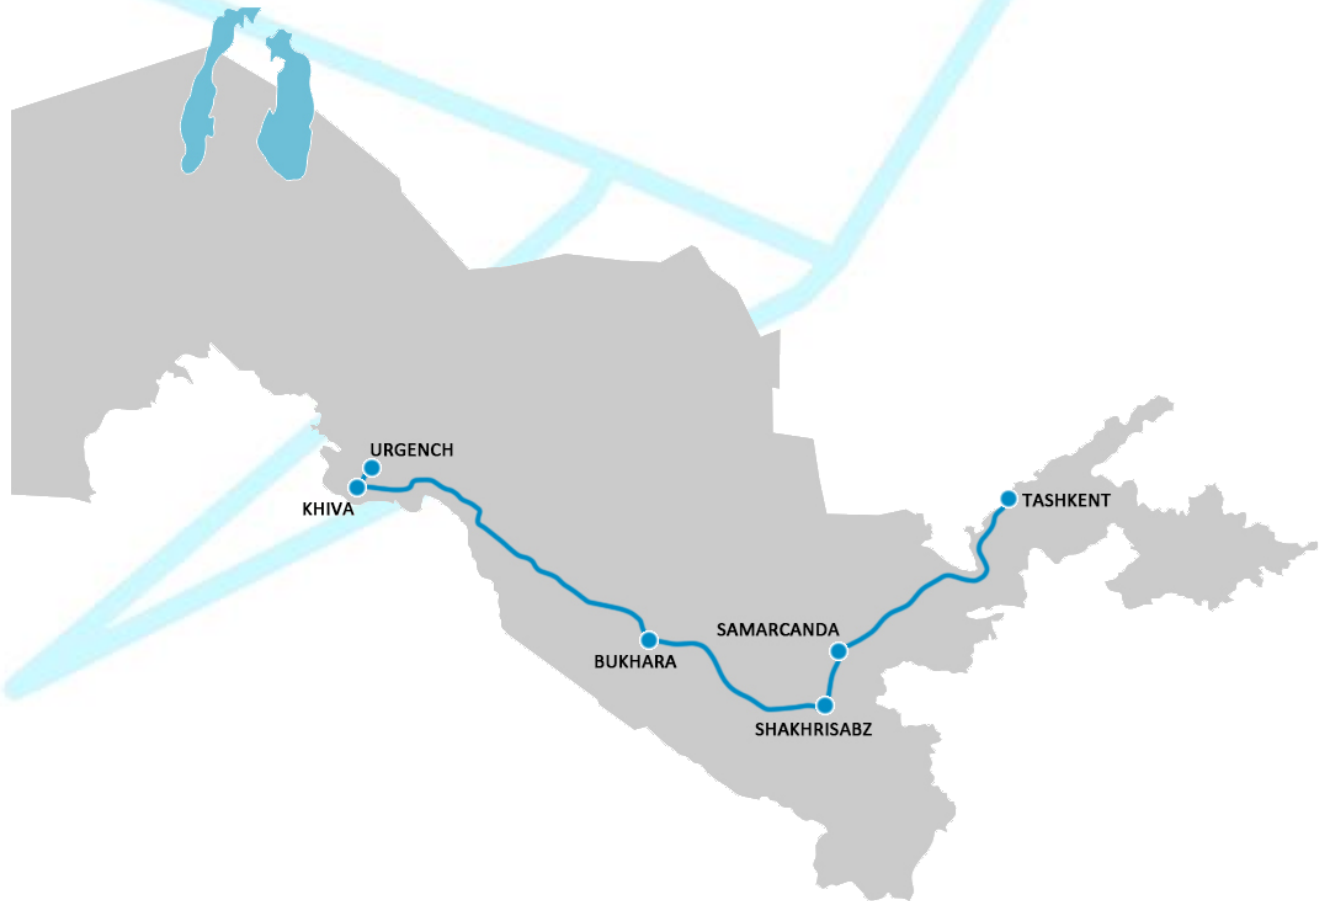 URGENCH
KHIVA
TASHKENT
SAMARCANDA
BUKHARA
SHAKHRISABZ